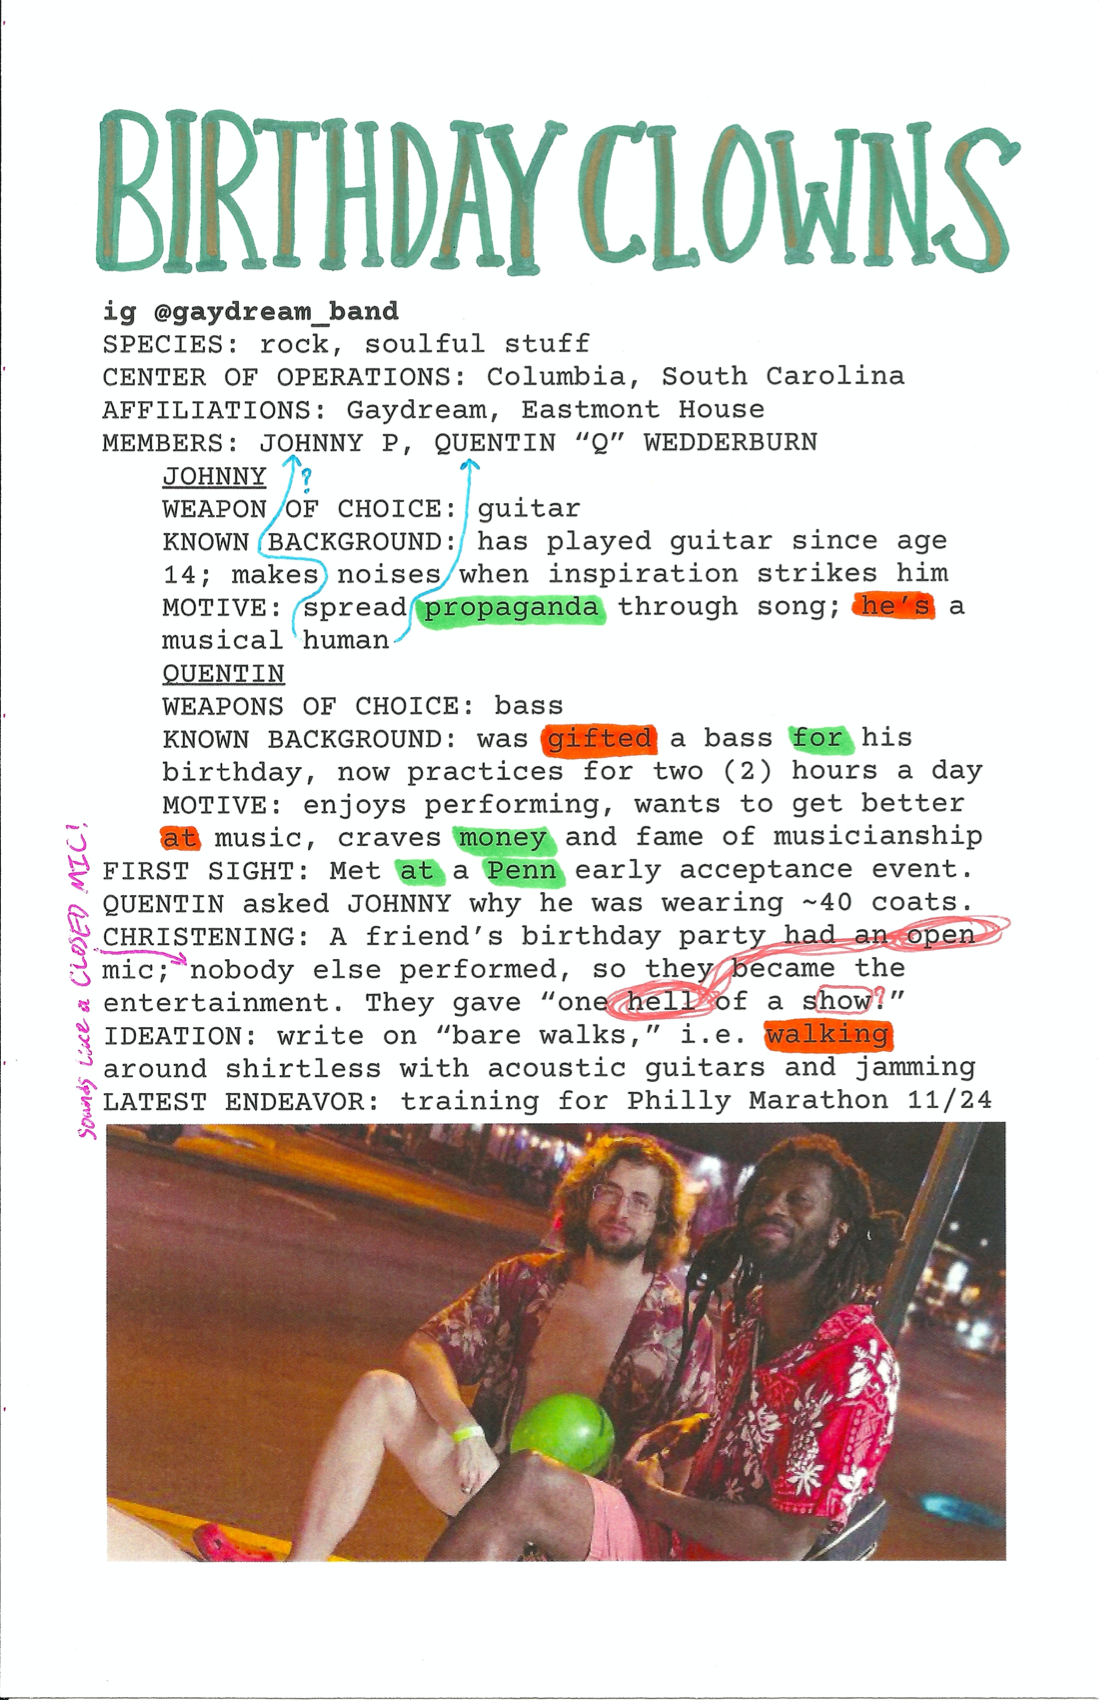 BIRTHDAY CLOWNS
ig @gaydream_band
SPECIES: rock, soulful stuff
CENTER OF OPERATIONS: Columbia, South Carolina
AFFILIATIONS: Gaydream, Eastmont House
MEMBERS: JOHNNY P, QUENTIN “Q” WEDDERBURN
JOHNNY ?
WEAPON OF CHOICE: guitar
KNOWN BACKGROUND: has played guitar since age
14; makes noises when inspiration strikes him
MOTIVE: spread propaganda through song; he’s a
musical human
QUENTIN
WEAPONS OF CHOICE: bass
KNOWN BACKGROUND: was gifted a bass for his
birthday, now practices for two (2) hours a day
MOTIVE: enjoys performing, wants to get better
at music, craves money and fame of musicianship
FIRST SIGHT: Met at a Penn early acceptance event.
QUENTIN asked JOHNNY why he was wearing ~40 coats.
CHRISTENING: A friend’s birthday party had an open
mic; nobody else performed, so they became the
entertainment. They gave “one hell of a show?”
IDEATION: write on “bare walks,” i.e. walking
around shirtless with acoustic guitars and jamming
LATEST ENDEAVOR: training for Philly Marathon 11/24
Sounds like a CLOSED MIC!